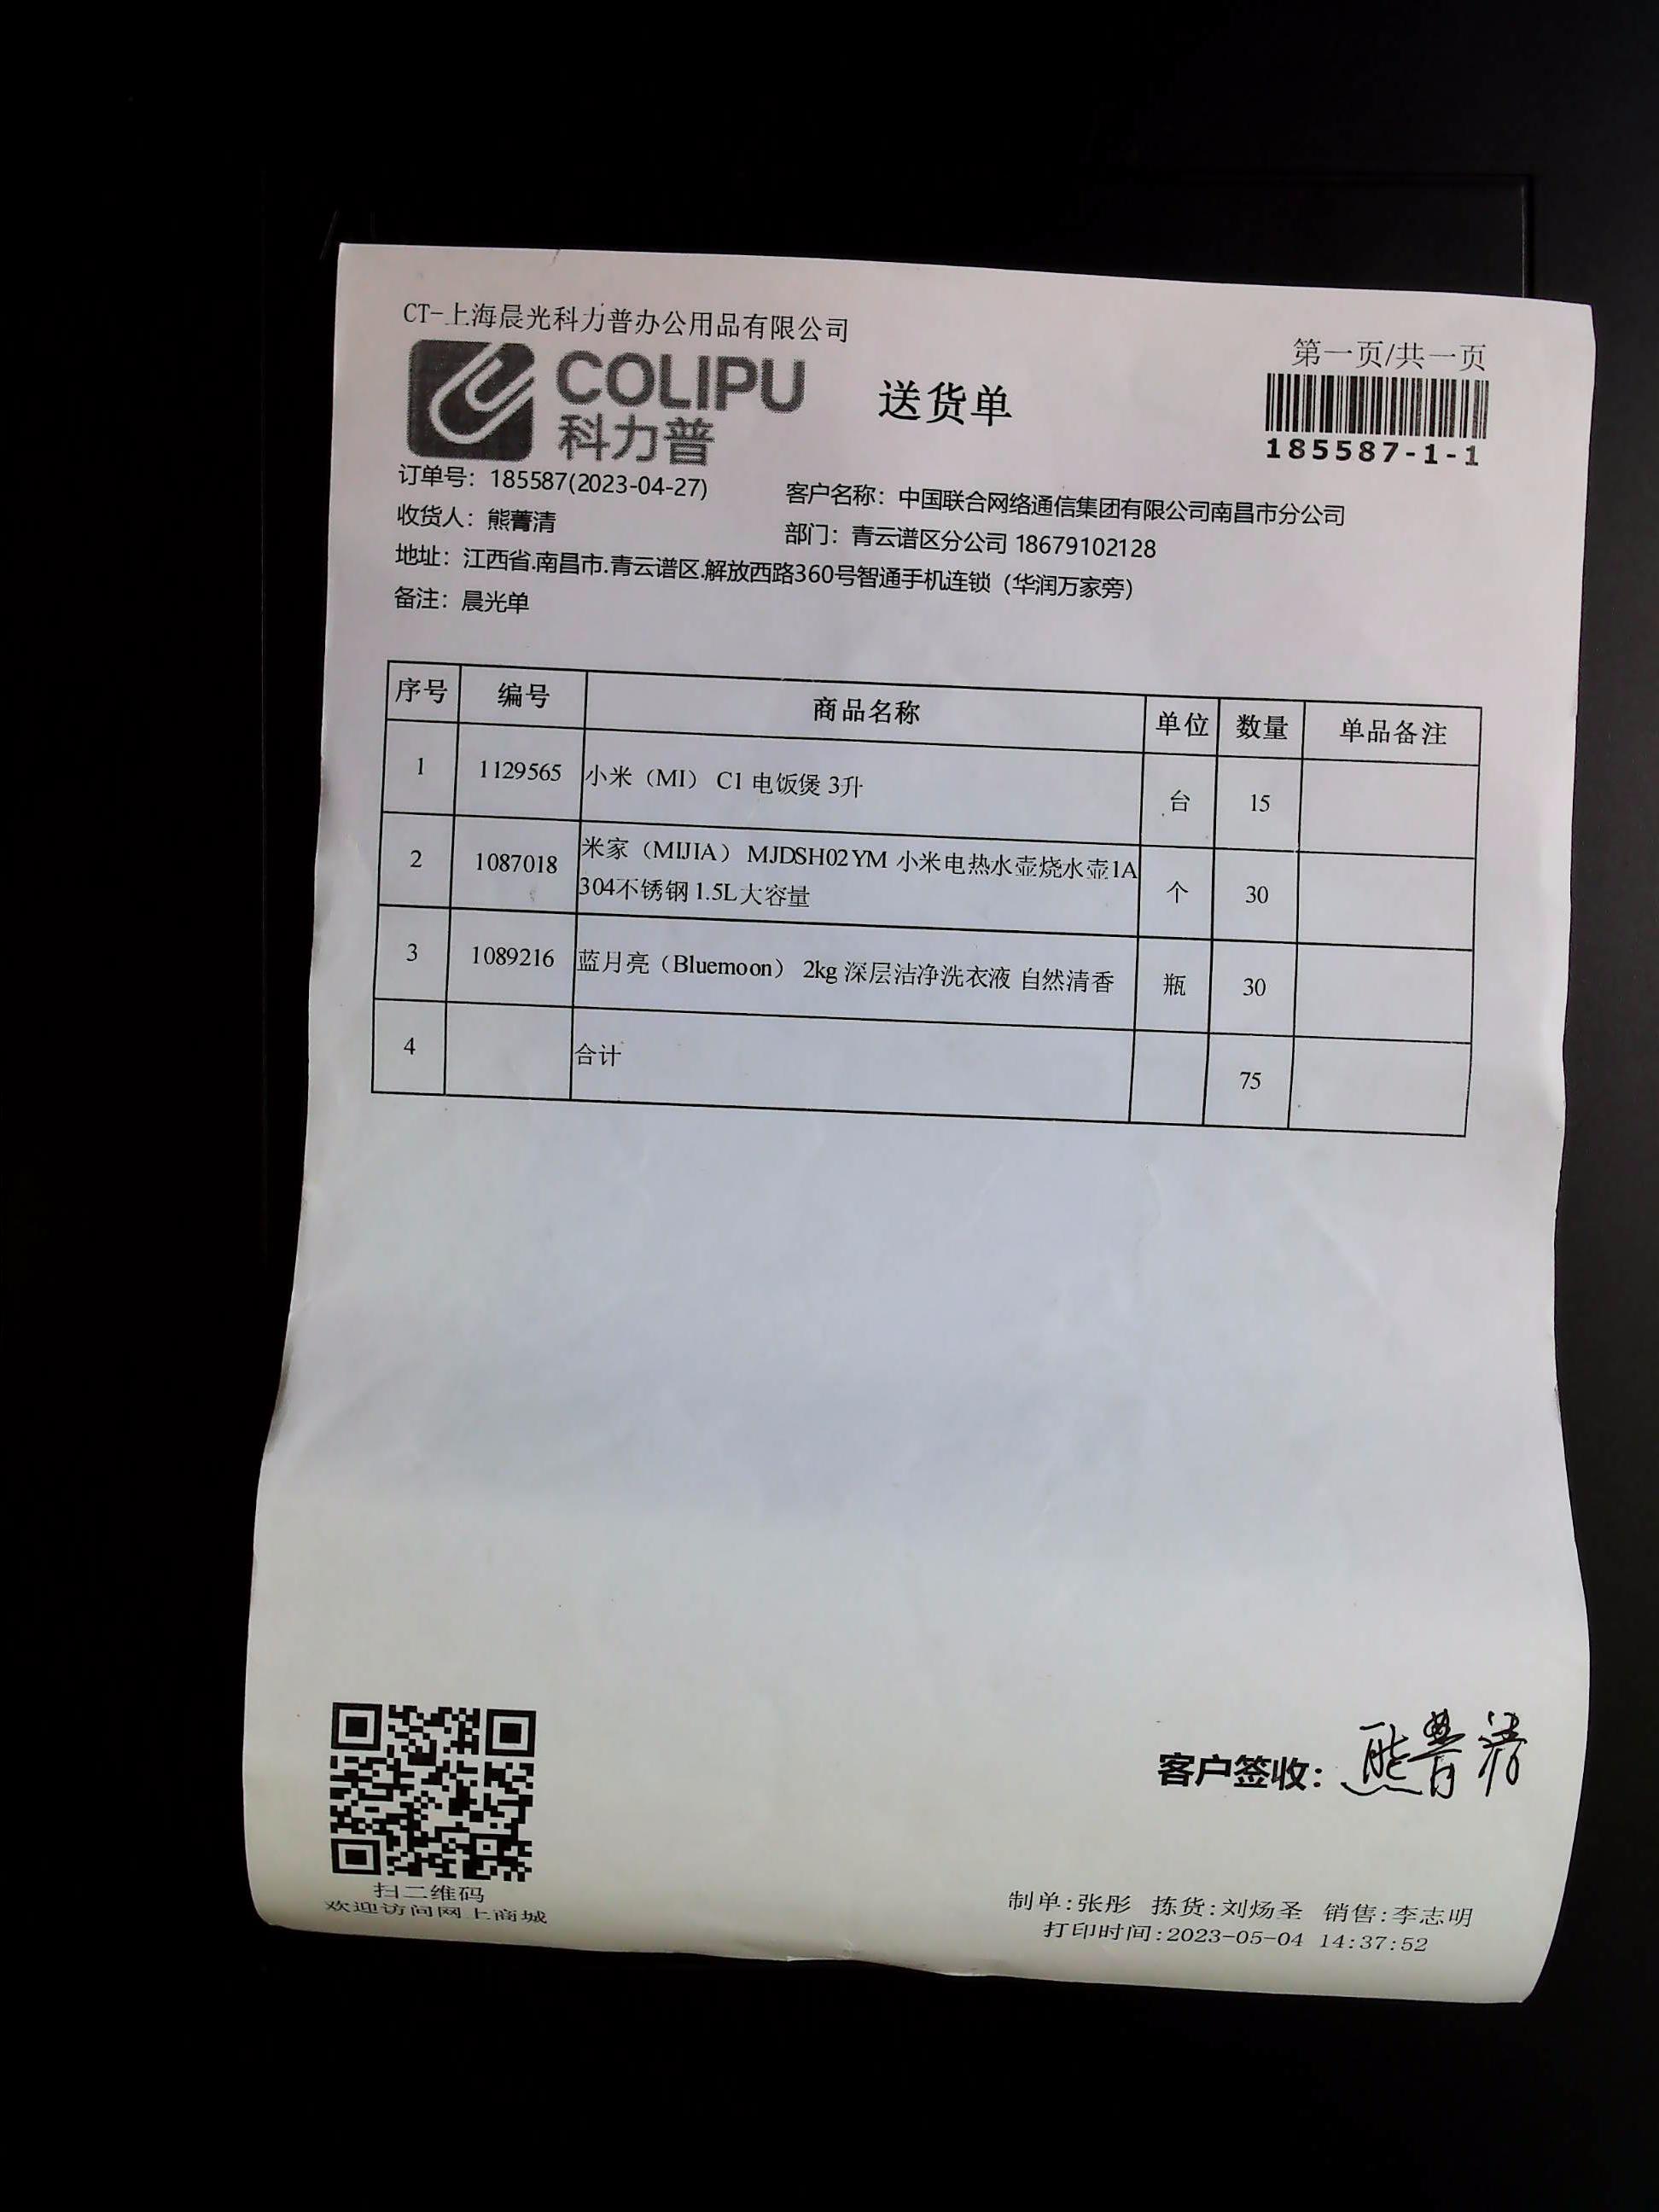 CT-上海晨光科力普办公用品有限公司
COLIPU
科力普
送货单
第一页/共一页
185587-1-1
订单号：185587(2023-04-27)
客户名称：中国联合网络通信集团有限公司南昌市分公司
收货人：熊菁清
部门：青云谱区分公司 18679102128
地址：江西省.南昌市.青云谱区.解放西路360号智通手机连锁（华润万家旁）
备注：晨光单
序号 编号 商品名称 单位 数量 单品备注
1 1129565 小米（MI） C1 电饭煲 3升 台 15
2 1087018 米家（MIJIA） MJDSH02YM 小米电热水壶烧水壶1A
304不锈钢 1.5L大容量 个 30
3 1089216 蓝月亮（Bluemoon） 2kg 深层洁净洗衣液 自然清香 瓶 30
4 合计 75
客户签收：熊菁清
扫二维码
欢迎访问网上商城
制单:张彤 拣货:刘炀圣 销售:李志明
打印时间:2023-05-04 14:37:52